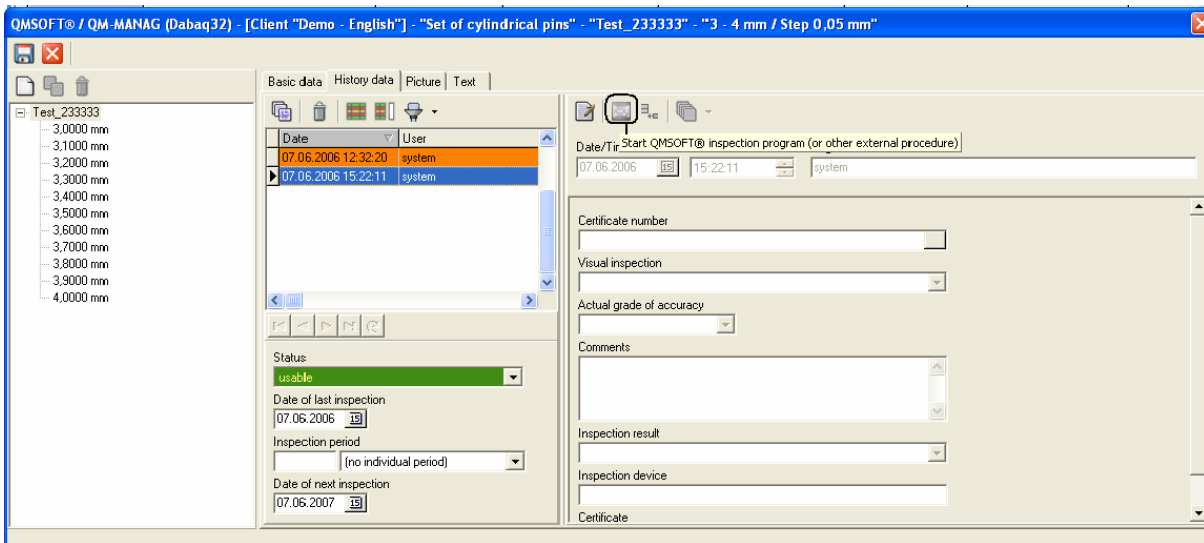 QMSOFT® / QM-MANAG (Dabaq32) - [Client "Demo - English"] - "Set of cylindrical pins" - "Test_233333" - "3 - 4 mm / Step 0,05 mm"
Test_233333
3,0000 mm
3,1000 mm
3,2000 mm
3,3000 mm
3,4000 mm
3,5000 mm
3,6000 mm
3,7000 mm
3,8000 mm
3,9000 mm
4,0000 mm
Basic data History data Picture Text
Date User
07.06.2006 12:32:20 system
07.06.2006 15:22:11 system
Status
usable
Date of last inspection
07.06.2006 15
Inspection period
(no individual period)
Date of next inspection
07.06.2007 15
Start QMSOFT® inspection program (or other external procedure)
Date/Tir
07.06.2006 15 15:22:11 system
Certificate number
Visual inspection
Actual grade of accuracy
Comments
Inspection result
Inspection device
Certificate